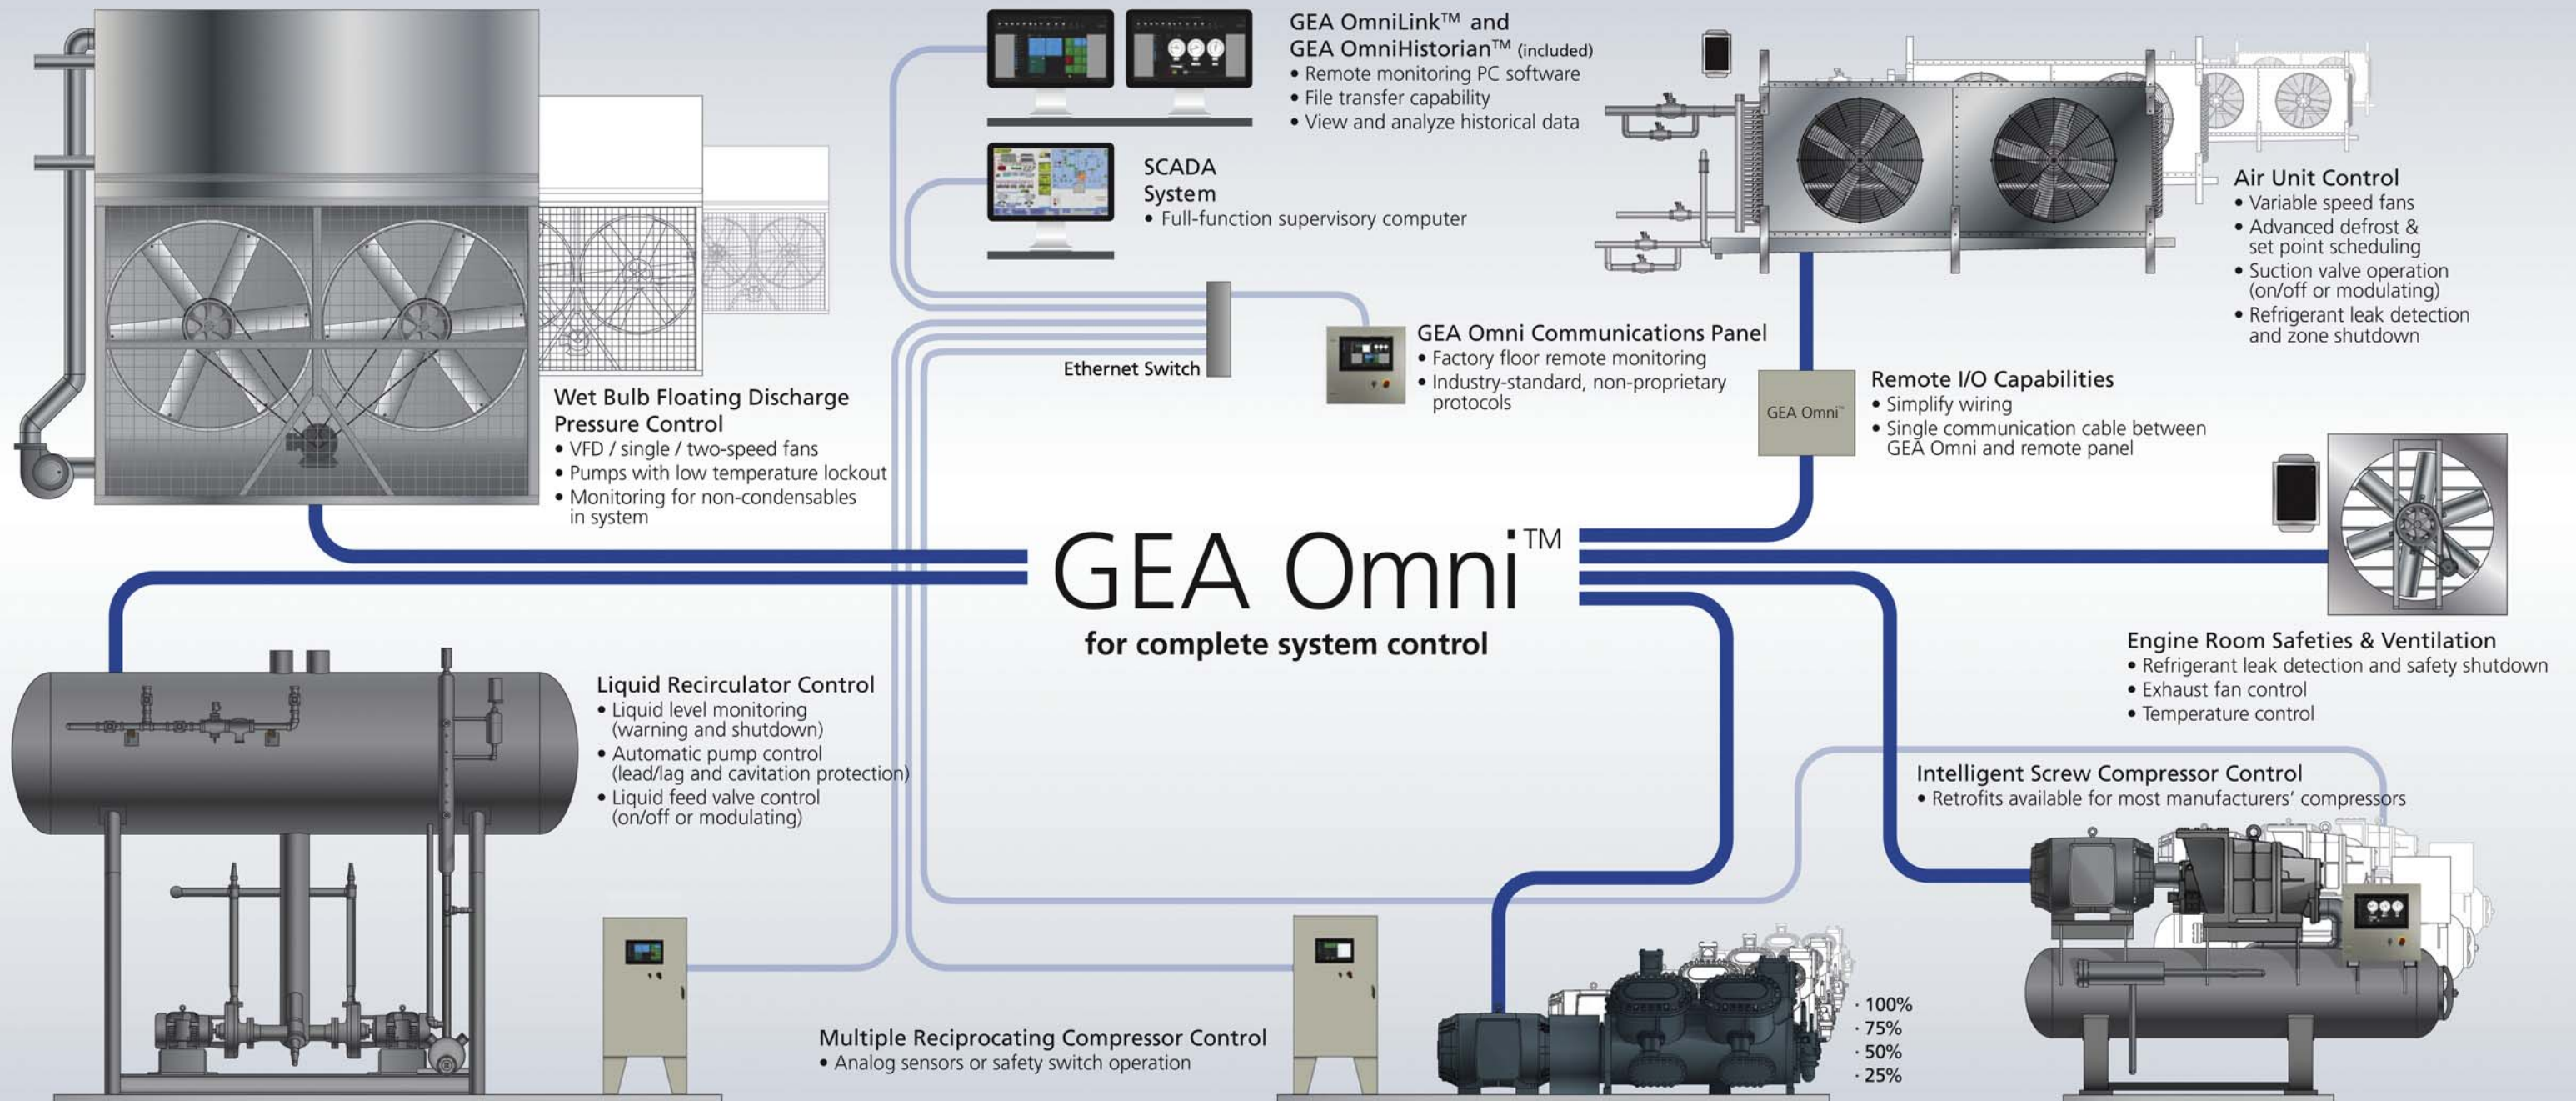 GEA OmniLink™ and
GEA OmniHistorian™ (included)
• Remote monitoring PC software
• File transfer capability
• View and analyze historical data
SCADA
System
• Full-function supervisory computer
Air Unit Control
• Variable speed fans
• Advanced defrost &
set point scheduling
• Suction valve operation
(on/off or modulating)
• Refrigerant leak detection
and zone shutdown
Ethernet Switch
GEA Omni Communications Panel
• Factory floor remote monitoring
• Industry-standard, non-proprietary
protocols
GEA Omni™
Remote I/O Capabilities
• Simplify wiring
• Single communication cable between
GEA Omni and remote panel
Wet Bulb Floating Discharge
Pressure Control
• VFD / single / two-speed fans
• Pumps with low temperature lockout
• Monitoring for non-condensables
in system
GEA Omni™
for complete system control
Engine Room Safeties & Ventilation
• Refrigerant leak detection and safety shutdown
• Exhaust fan control
• Temperature control
Liquid Recirculator Control
• Liquid level monitoring
(warning and shutdown)
• Automatic pump control
(lead/lag and cavitation protection)
• Liquid feed valve control
(on/off or modulating)
Intelligent Screw Compressor Control
• Retrofits available for most manufacturers' compressors
Multiple Reciprocating Compressor Control
• Analog sensors or safety switch operation
· 100%
· 75%
· 50%
· 25%